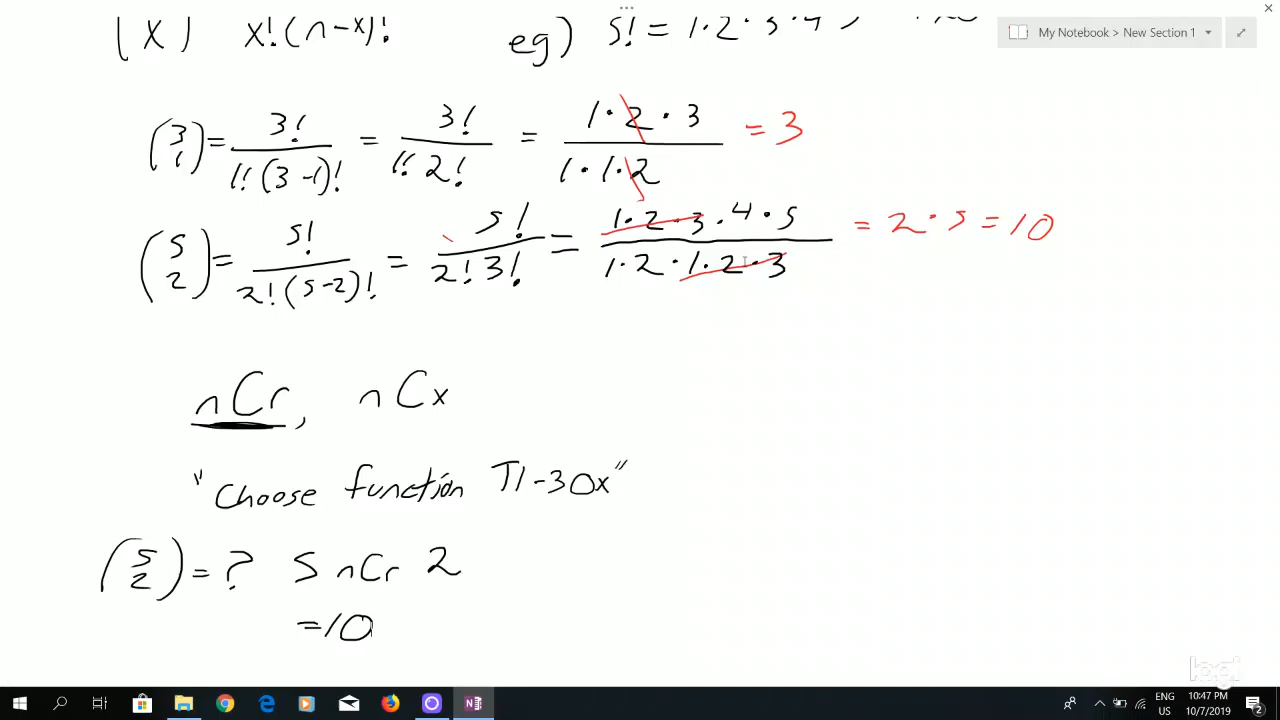 (x) x!(n-x)! eg) 5! = 1·2·3·4·5
My Notebook > New Section 1
(3 1) = 3!/1!(3-1)! = 3!/1!2! = 1·2·3/1·1·2 = 3
(5 2) = 5!/2!(5-2)! = 5!/2!3! = 1·2·3·4·5/1·2·1·2·3 = 2·5 = 10
nCr, nCx
"Choose function TI-30x"
(5 2) = ? 5 nCr 2
=10
ENG 10:47 PM
US 10/7/2019 2